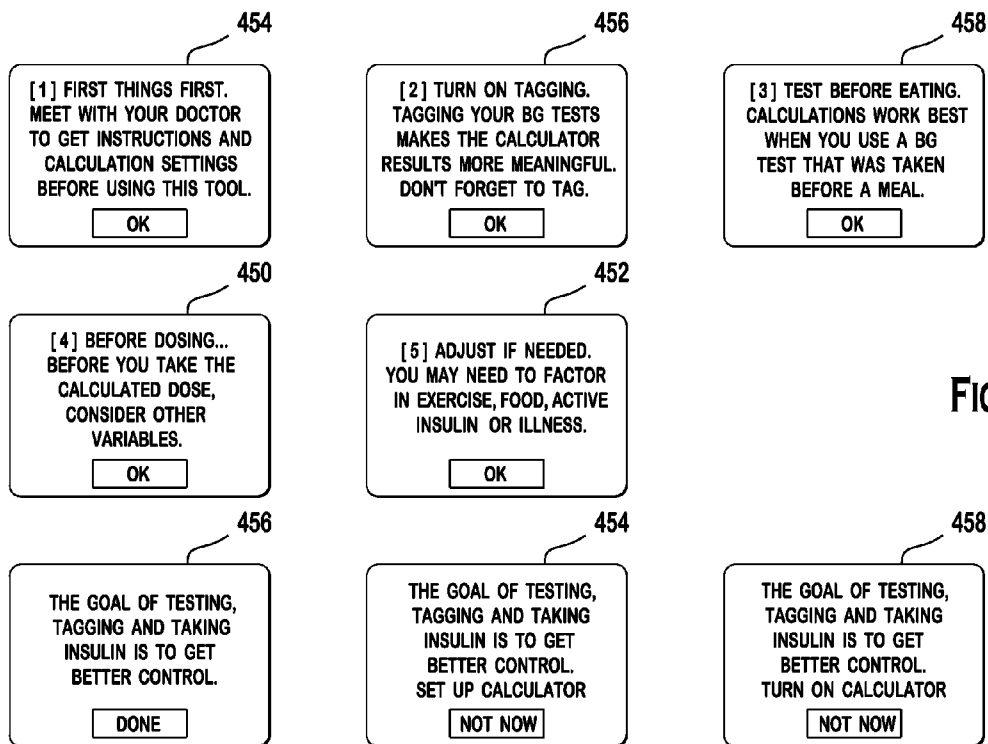 454
[1] FIRST THINGS FIRST.
MEET WITH YOUR DOCTOR
TO GET INSTRUCTIONS AND
CALCULATION SETTINGS
BEFORE USING THIS TOOL.
OK
456
[2] TURN ON TAGGING.
TAGGING YOUR BG TESTS
MAKES THE CALCULATOR
RESULTS MORE MEANINGFUL.
DON'T FORGET TO TAG.
OK
458
[3] TEST BEFORE EATING.
CALCULATIONS WORK BEST
WHEN YOU USE A BG
TEST THAT WAS TAKEN
BEFORE A MEAL.
OK
450
[4] BEFORE DOSING...
BEFORE YOU TAKE THE
CALCULATED DOSE,
CONSIDER OTHER
VARIABLES.
OK
452
[5] ADJUST IF NEEDED.
YOU MAY NEED TO FACTOR
IN EXERCISE, FOOD, ACTIVE
INSULIN OR ILLNESS.
OK
456
THE GOAL OF TESTING,
TAGGING AND TAKING
INSULIN IS TO GET
BETTER CONTROL.
DONE
454
THE GOAL OF TESTING,
TAGGING AND TAKING
INSULIN IS TO GET
BETTER CONTROL.
SET UP CALCULATOR
NOT NOW
458
THE GOAL OF TESTING,
TAGGING AND TAKING
INSULIN IS TO GET
BETTER CONTROL.
TURN ON CALCULATOR
NOT NOW